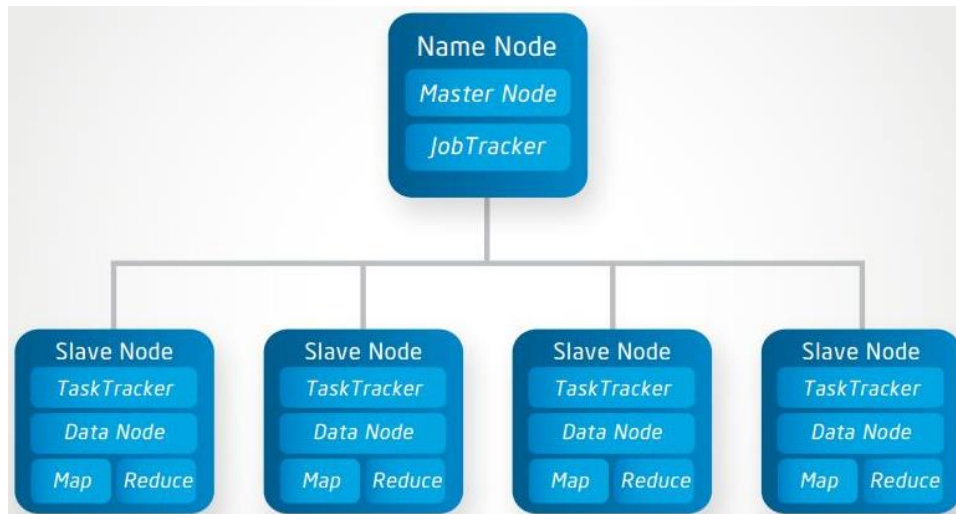 Name Node
Master Node
JobTracker
Slave Node
TaskTracker
Data Node
Map Reduce
Slave Node
TaskTracker
Data Node
Map Reduce
Slave Node
TaskTracker
Data Node
Map Reduce
Slave Node
TaskTracker
Data Node
Map Reduce